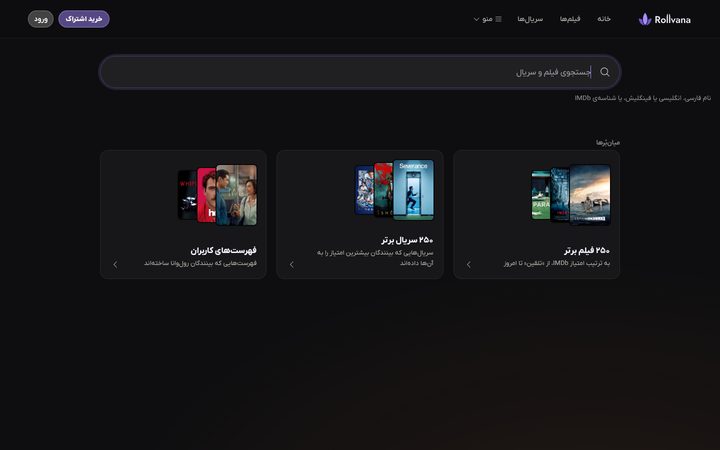 Rollvana
خانه
فیلم‌ها
سریال‌ها
منو
خرید اشتراک
ورود
جستجوی فیلم و سریال
نام فارسی، انگلیسی یا فینگلیش، یا شناسه‌ی IMDb
میان‌بُرها
۲۵۰ فیلم برتر
به ترتیب امتیاز IMDb، از «تلقین» تا امروز
Severance
۲۵۰ سریال برتر
سریال‌هایی که بینندگان بیشترین امتیاز را به
آن‌ها داده‌اند
فهرست‌های کاربران
فهرست‌هایی که بینندگان رول‌وانا ساخته‌اند